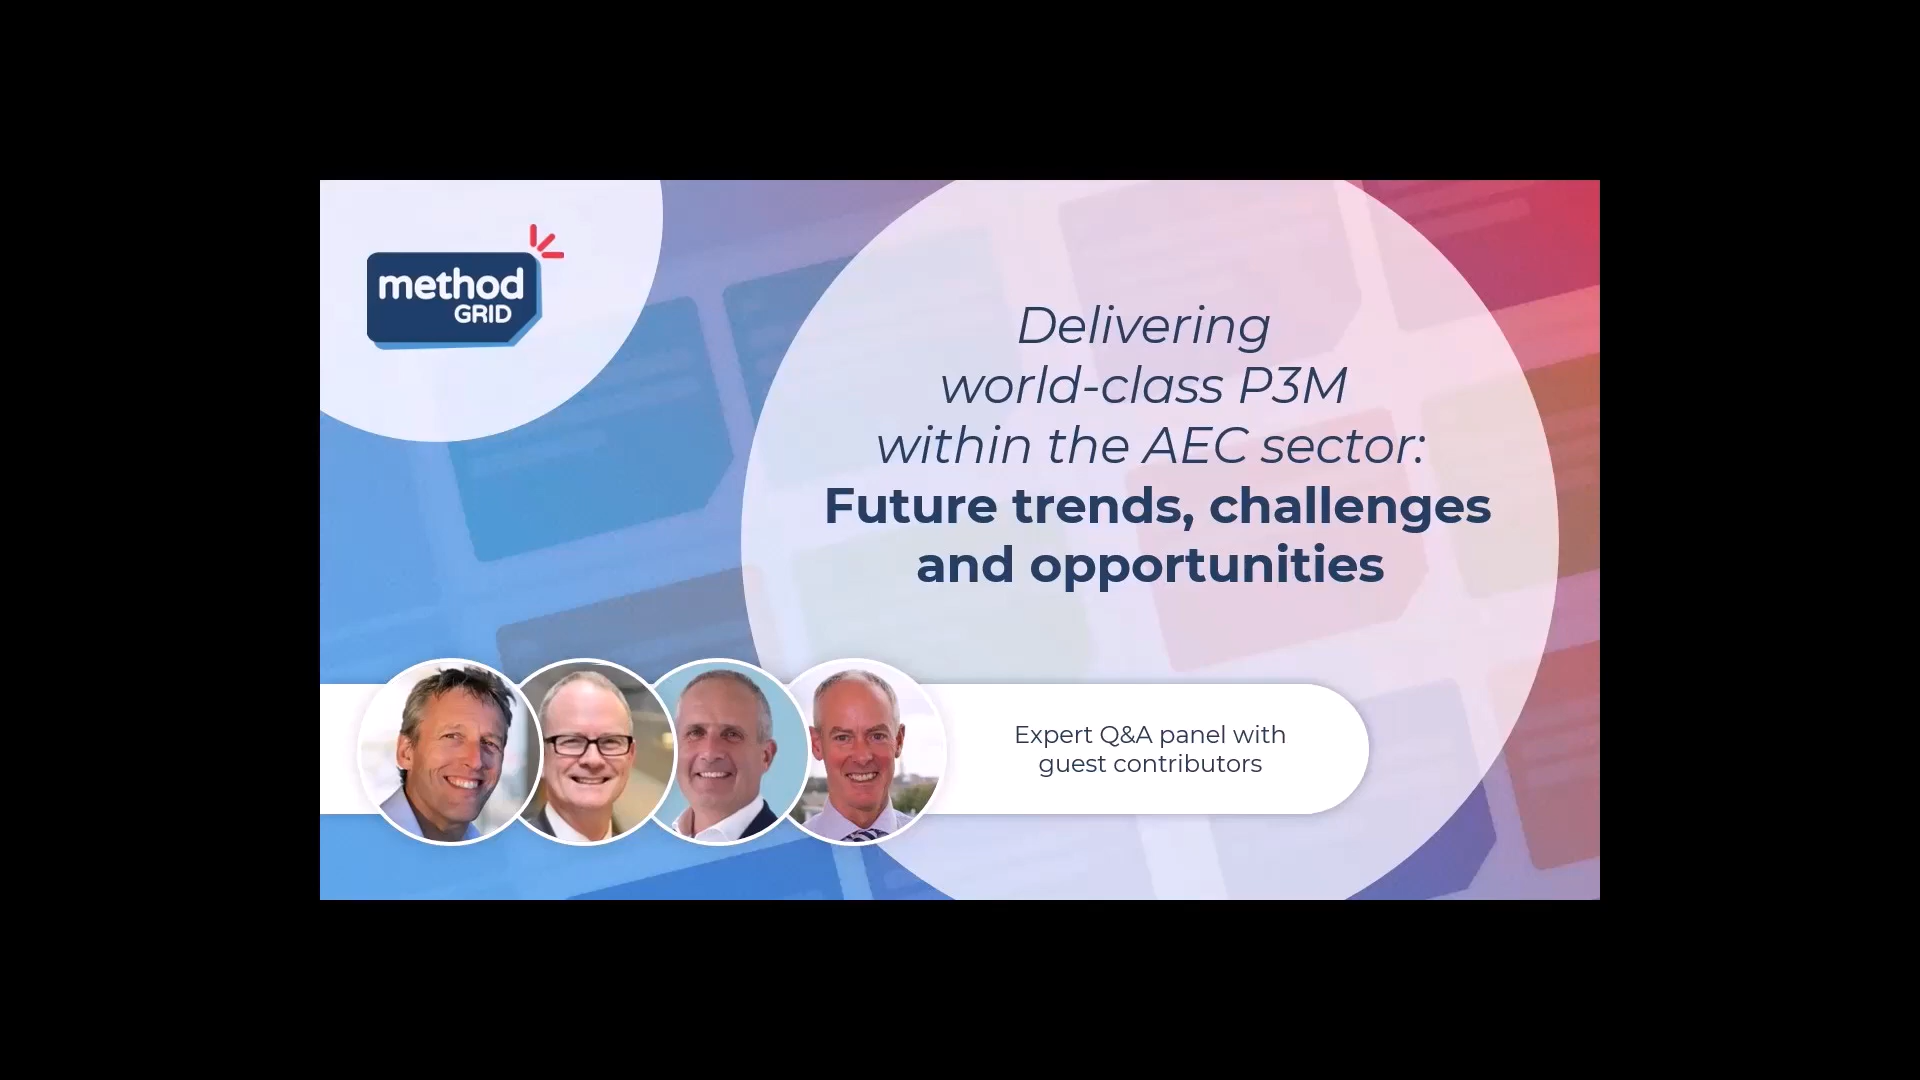 method
GRID
Delivering
world-class P3M
within the AEC sector:
Future trends, challenges
and opportunities
Expert Q&A panel with
guest contributors